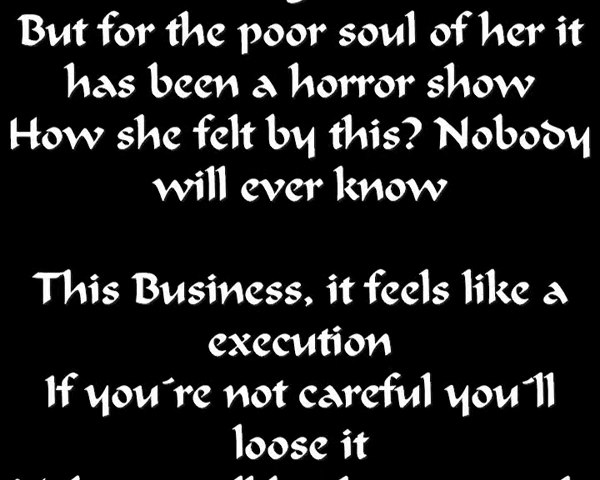 But for the poor soul of her it
has been a horror show
How she felt by this? Nobody
will ever know
This Business, it feels like a
execution
If you´re not careful you´ll
loose it